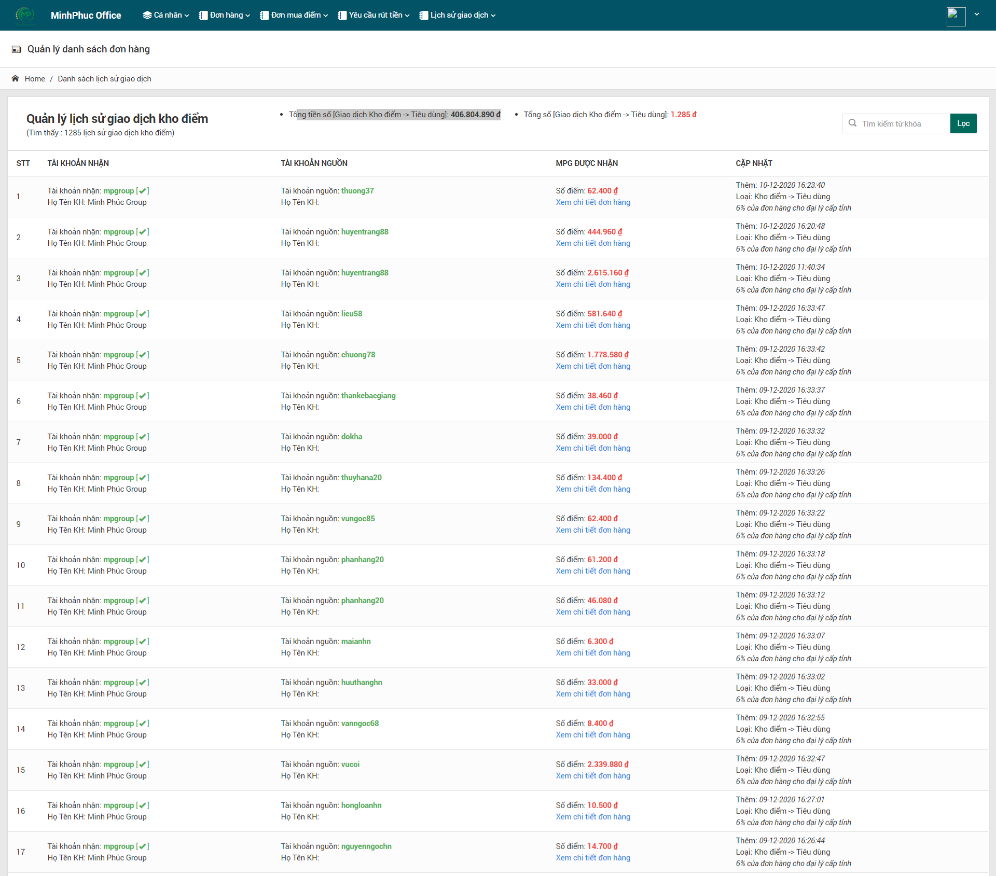 MinhPhuc Office Cá nhân Đơn hàng Đơn mua điểm Yêu cầu rút tiền Lịch sử giao dịch
Quản lý danh sách đơn hàng
Home / Danh sách lịch sử giao dịch
Quản lý lịch sử giao dịch kho điểm
(Tìm thấy : 1285 lịch sử giao dịch kho điểm)
Tổng tiền số [Giao dịch Kho điểm -> Tiêu dùng]: 406.804.890 đ
Tổng số [Giao dịch Kho điểm -> Tiêu dùng]: 1.285 đ
Tìm kiếm từ khóa Lọc
STT TÀI KHOẢN NHẬN TÀI KHOẢN NGUỒN MPG ĐƯỢC NHẬN CẬP NHẬT
1 Tài khoản nhận: mpgroup [✔] Tài khoản nguồn: thuong37 Số điểm: 62.400 đ Thêm: 10-12-2020 16:23:40
Họ Tên KH: Minh Phúc Group Họ Tên KH: Xem chi tiết đơn hàng Loại: Kho điểm -> Tiêu dùng
6% của đơn hàng cho đại lý cấp tỉnh
2 Tài khoản nhận: mpgroup [✔] Tài khoản nguồn: huyentrang88 Số điểm: 444.960 đ Thêm: 10-12-2020 16:20:48
Họ Tên KH: Minh Phúc Group Họ Tên KH: Xem chi tiết đơn hàng Loại: Kho điểm -> Tiêu dùng
6% của đơn hàng cho đại lý cấp tỉnh
3 Tài khoản nhận: mpgroup [✔] Tài khoản nguồn: huyentrang88 Số điểm: 2.615.160 đ Thêm: 10-12-2020 11:40:34
Họ Tên KH: Minh Phúc Group Họ Tên KH: Xem chi tiết đơn hàng Loại: Kho điểm -> Tiêu dùng
6% của đơn hàng cho đại lý cấp tỉnh
4 Tài khoản nhận: mpgroup [✔] Tài khoản nguồn: lieu58 Số điểm: 581.640 đ Thêm: 09-12-2020 16:33:47
Họ Tên KH: Minh Phúc Group Họ Tên KH: Xem chi tiết đơn hàng Loại: Kho điểm -> Tiêu dùng
6% của đơn hàng cho đại lý cấp tỉnh
5 Tài khoản nhận: mpgroup [✔] Tài khoản nguồn: chuong78 Số điểm: 1.778.580 đ Thêm: 09-12-2020 16:33:42
Họ Tên KH: Minh Phúc Group Họ Tên KH: Xem chi tiết đơn hàng Loại: Kho điểm -> Tiêu dùng
6% của đơn hàng cho đại lý cấp tỉnh
6 Tài khoản nhận: mpgroup [✔] Tài khoản nguồn: thankebacgiang Số điểm: 38.460 đ Thêm: 09-12-2020 16:33:37
Họ Tên KH: Minh Phúc Group Họ Tên KH: Xem chi tiết đơn hàng Loại: Kho điểm -> Tiêu dùng
6% của đơn hàng cho đại lý cấp tỉnh
7 Tài khoản nhận: mpgroup [✔] Tài khoản nguồn: dokha Số điểm: 39.000 đ Thêm: 09-12-2020 16:33:32
Họ Tên KH: Minh Phúc Group Họ Tên KH: Xem chi tiết đơn hàng Loại: Kho điểm -> Tiêu dùng
6% của đơn hàng cho đại lý cấp tỉnh
8 Tài khoản nhận: mpgroup [✔] Tài khoản nguồn: thuyhana20 Số điểm: 134.400 đ Thêm: 09-12-2020 16:33:26
Họ Tên KH: Minh Phúc Group Họ Tên KH: Xem chi tiết đơn hàng Loại: Kho điểm -> Tiêu dùng
6% của đơn hàng cho đại lý cấp tỉnh
9 Tài khoản nhận: mpgroup [✔] Tài khoản nguồn: vungoc85 Số điểm: 62.400 đ Thêm: 09-12-2020 16:33:22
Họ Tên KH: Minh Phúc Group Họ Tên KH: Xem chi tiết đơn hàng Loại: Kho điểm -> Tiêu dùng
6% của đơn hàng cho đại lý cấp tỉnh
10 Tài khoản nhận: mpgroup [✔] Tài khoản nguồn: phanhang20 Số điểm: 61.200 đ Thêm: 09-12-2020 16:33:18
Họ Tên KH: Minh Phúc Group Họ Tên KH: Xem chi tiết đơn hàng Loại: Kho điểm -> Tiêu dùng
6% của đơn hàng cho đại lý cấp tỉnh
11 Tài khoản nhận: mpgroup [✔] Tài khoản nguồn: phanhang20 Số điểm: 46.080 đ Thêm: 09-12-2020 16:33:12
Họ Tên KH: Minh Phúc Group Họ Tên KH: Xem chi tiết đơn hàng Loại: Kho điểm -> Tiêu dùng
6% của đơn hàng cho đại lý cấp tỉnh
12 Tài khoản nhận: mpgroup [✔] Tài khoản nguồn: maianhn Số điểm: 6.300 đ Thêm: 09-12-2020 16:33:07
Họ Tên KH: Minh Phúc Group Họ Tên KH: Xem chi tiết đơn hàng Loại: Kho điểm -> Tiêu dùng
6% của đơn hàng cho đại lý cấp tỉnh
13 Tài khoản nhận: mpgroup [✔] Tài khoản nguồn: huuthanghn Số điểm: 33.000 đ Thêm: 09-12-2020 16:33:02
Họ Tên KH: Minh Phúc Group Họ Tên KH: Xem chi tiết đơn hàng Loại: Kho điểm -> Tiêu dùng
6% của đơn hàng cho đại lý cấp tỉnh
14 Tài khoản nhận: mpgroup [✔] Tài khoản nguồn: vanngoc68 Số điểm: 8.400 đ Thêm: 09-12-2020 16:32:55
Họ Tên KH: Minh Phúc Group Họ Tên KH: Xem chi tiết đơn hàng Loại: Kho điểm -> Tiêu dùng
6% của đơn hàng cho đại lý cấp tỉnh
15 Tài khoản nhận: mpgroup [✔] Tài khoản nguồn: vucoi Số điểm: 2.339.880 đ Thêm: 09-12-2020 16:32:47
Họ Tên KH: Minh Phúc Group Họ Tên KH: Xem chi tiết đơn hàng Loại: Kho điểm -> Tiêu dùng
6% của đơn hàng cho đại lý cấp tỉnh
16 Tài khoản nhận: mpgroup [✔] Tài khoản nguồn: hongloanhn Số điểm: 10.500 đ Thêm: 09-12-2020 16:27:01
Họ Tên KH: Minh Phúc Group Họ Tên KH: Xem chi tiết đơn hàng Loại: Kho điểm -> Tiêu dùng
6% của đơn hàng cho đại lý cấp tỉnh
17 Tài khoản nhận: mpgroup [✔] Tài khoản nguồn: nguyenngochn Số điểm: 14.700 đ Thêm: 09-12-2020 16:26:44
Họ Tên KH: Minh Phúc Group Họ Tên KH: Xem chi tiết đơn hàng Loại: Kho điểm -> Tiêu dùng
6% của đơn hàng cho đại lý cấp tỉnh